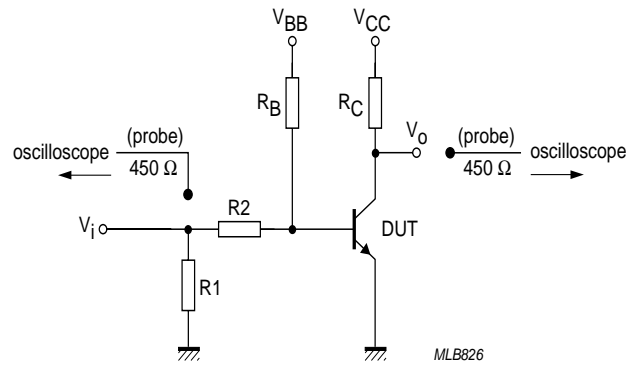 VBB VCC
RB RC
(probe) Vo (probe)
oscilloscope 450 Ω 450 Ω oscilloscope
R2
Vi DUT
R1
MLB826